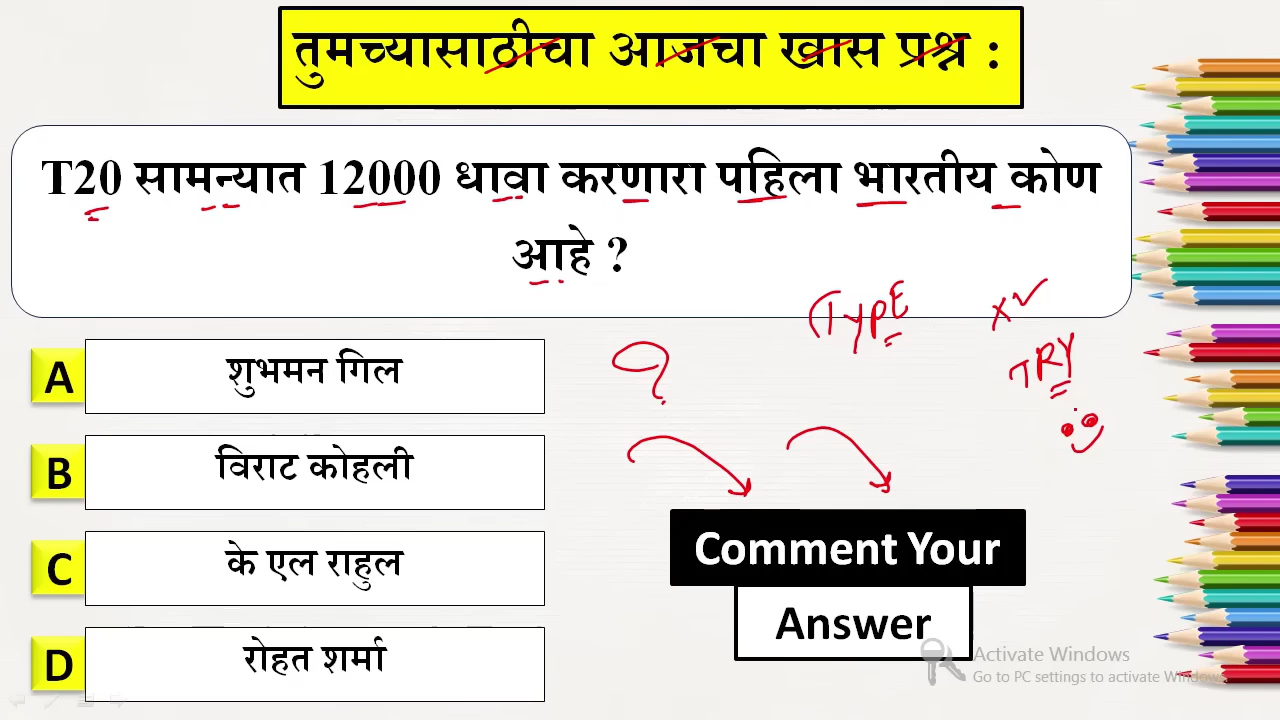 तुमच्यासाठीचा आजचा खास प्रश्न :
T20 सामन्यात 12000 धावा करणारा पहिला भारतीय कोण
आहे ?
TYPE
TRY
?
A शुभमन गिल
B विराट कोहली
C के एल राहुल
D रोहत शर्मा
Comment Your
Answer
Activate Windows
Go to PC settings to activate Windows.